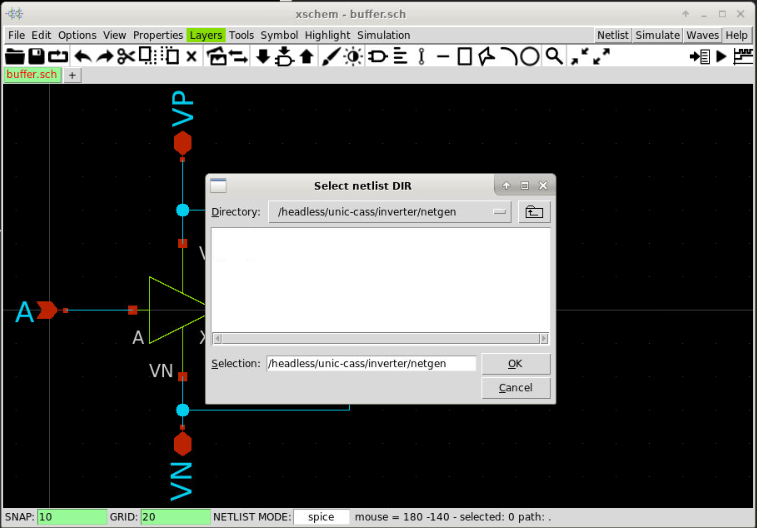 xschem - buffer.sch
File Edit Options View Properties Layers Tools Symbol Highlight Simulation Netlist Simulate Waves Help
buffer.sch +
VP
Select netlist DIR
Directory: /headless/unic-cass/inverter/netgen
A
A
VN
Selection: /headless/unic-cass/inverter/netgen OK
Cancel
VN
SNAP: 10 GRID: 20 NETLIST MODE: spice mouse = 180 -140 - selected: 0 path: .